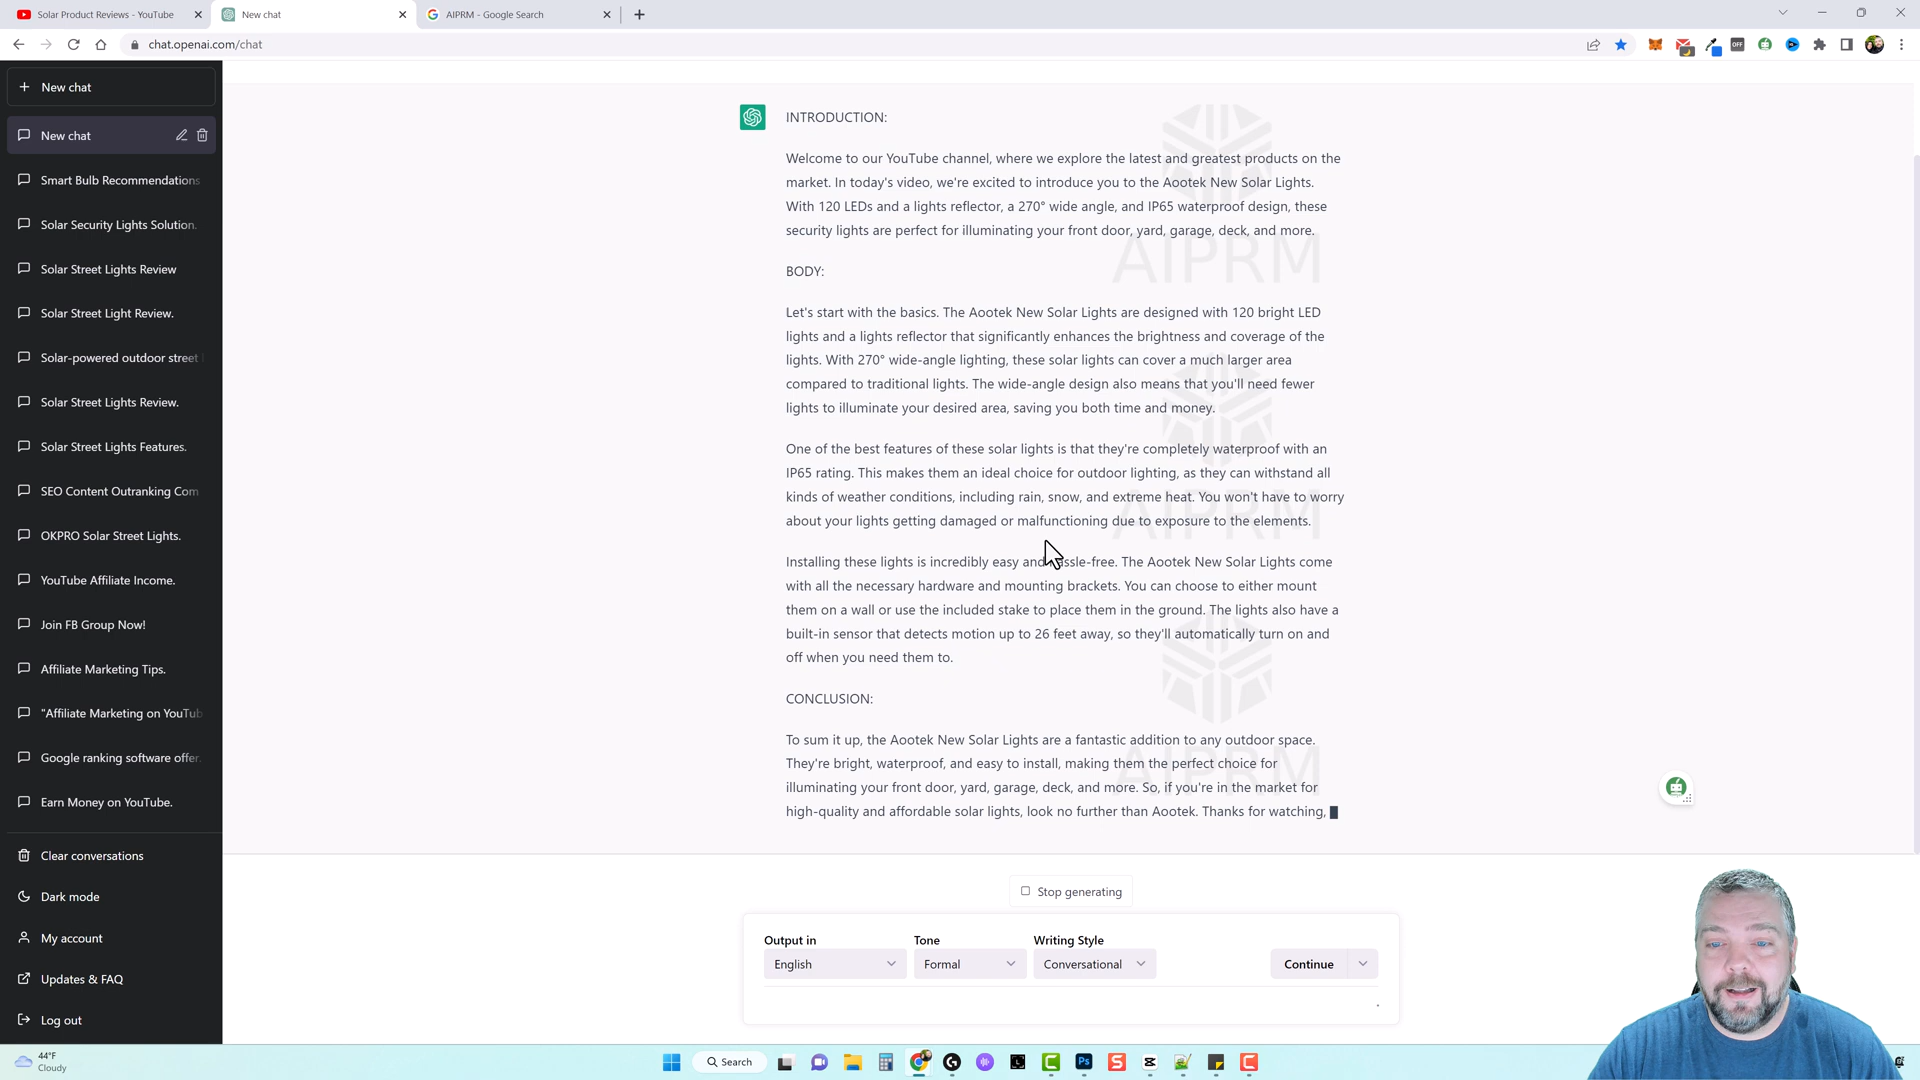 Solar Product Reviews - YouTube
New chat
AIPRM - Google Search
chat.openai.com/chat
OFF
New chat
New chat
Smart Bulb Recommendations
Solar Security Lights Solution.
Solar Street Lights Review
Solar Street Light Review.
Solar-powered outdoor street
Solar Street Lights Review.
Solar Street Lights Features.
SEO Content Outranking Com
OKPRO Solar Street Lights.
YouTube Affiliate Income.
Join FB Group Now!
Affiliate Marketing Tips.
"Affiliate Marketing on YouTub
Google ranking software offer.
Earn Money on YouTube.
Clear conversations
Dark mode
My account
Updates & FAQ
Log out
INTRODUCTION:
Welcome to our YouTube channel, where we explore the latest and greatest products on the
market. In today's video, we're excited to introduce you to the Aootek New Solar Lights.
With 120 LEDs and a lights reflector, a 270° wide angle, and IP65 waterproof design, these
security lights are perfect for illuminating your front door, yard, garage, deck, and more.
AIPRM
BODY:
Let's start with the basics. The Aootek New Solar Lights are designed with 120 bright LED
lights and a lights reflector that significantly enhances the brightness and coverage of the
lights. With 270° wide-angle lighting, these solar lights can cover a much larger area
compared to traditional lights. The wide-angle design also means that you'll need fewer
lights to illuminate your desired area, saving you both time and money.
One of the best features of these solar lights is that they're completely waterproof with an
IP65 rating. This makes them an ideal choice for outdoor lighting, as they can withstand all
kinds of weather conditions, including rain, snow, and extreme heat. You won't have to worry
about your lights getting damaged or malfunctioning due to exposure to the elements.
AIPRM
Installing these lights is incredibly easy and ssle-free. The Aootek New Solar Lights come
with all the necessary hardware and mounting brackets. You can choose to either mount
them on a wall or use the included stake to place them in the ground. The lights also have a
built-in sensor that detects motion up to 26 feet away, so they'll automatically turn on and
off when you need them to.
CONCLUSION:
To sum it up, the Aootek New Solar Lights are a fantastic addition to any outdoor space.
They're bright, waterproof, and easy to install, making them the perfect choice for
illuminating your front door, yard, garage, deck, and more. So, if you're in the market for
high-quality and affordable solar lights, look no further than Aootek. Thanks for watching,
AIPRM
Stop generating
Output in
Tone
Writing Style
English
Formal
Conversational
Continue
44°F
Cloudy
Search
Ps